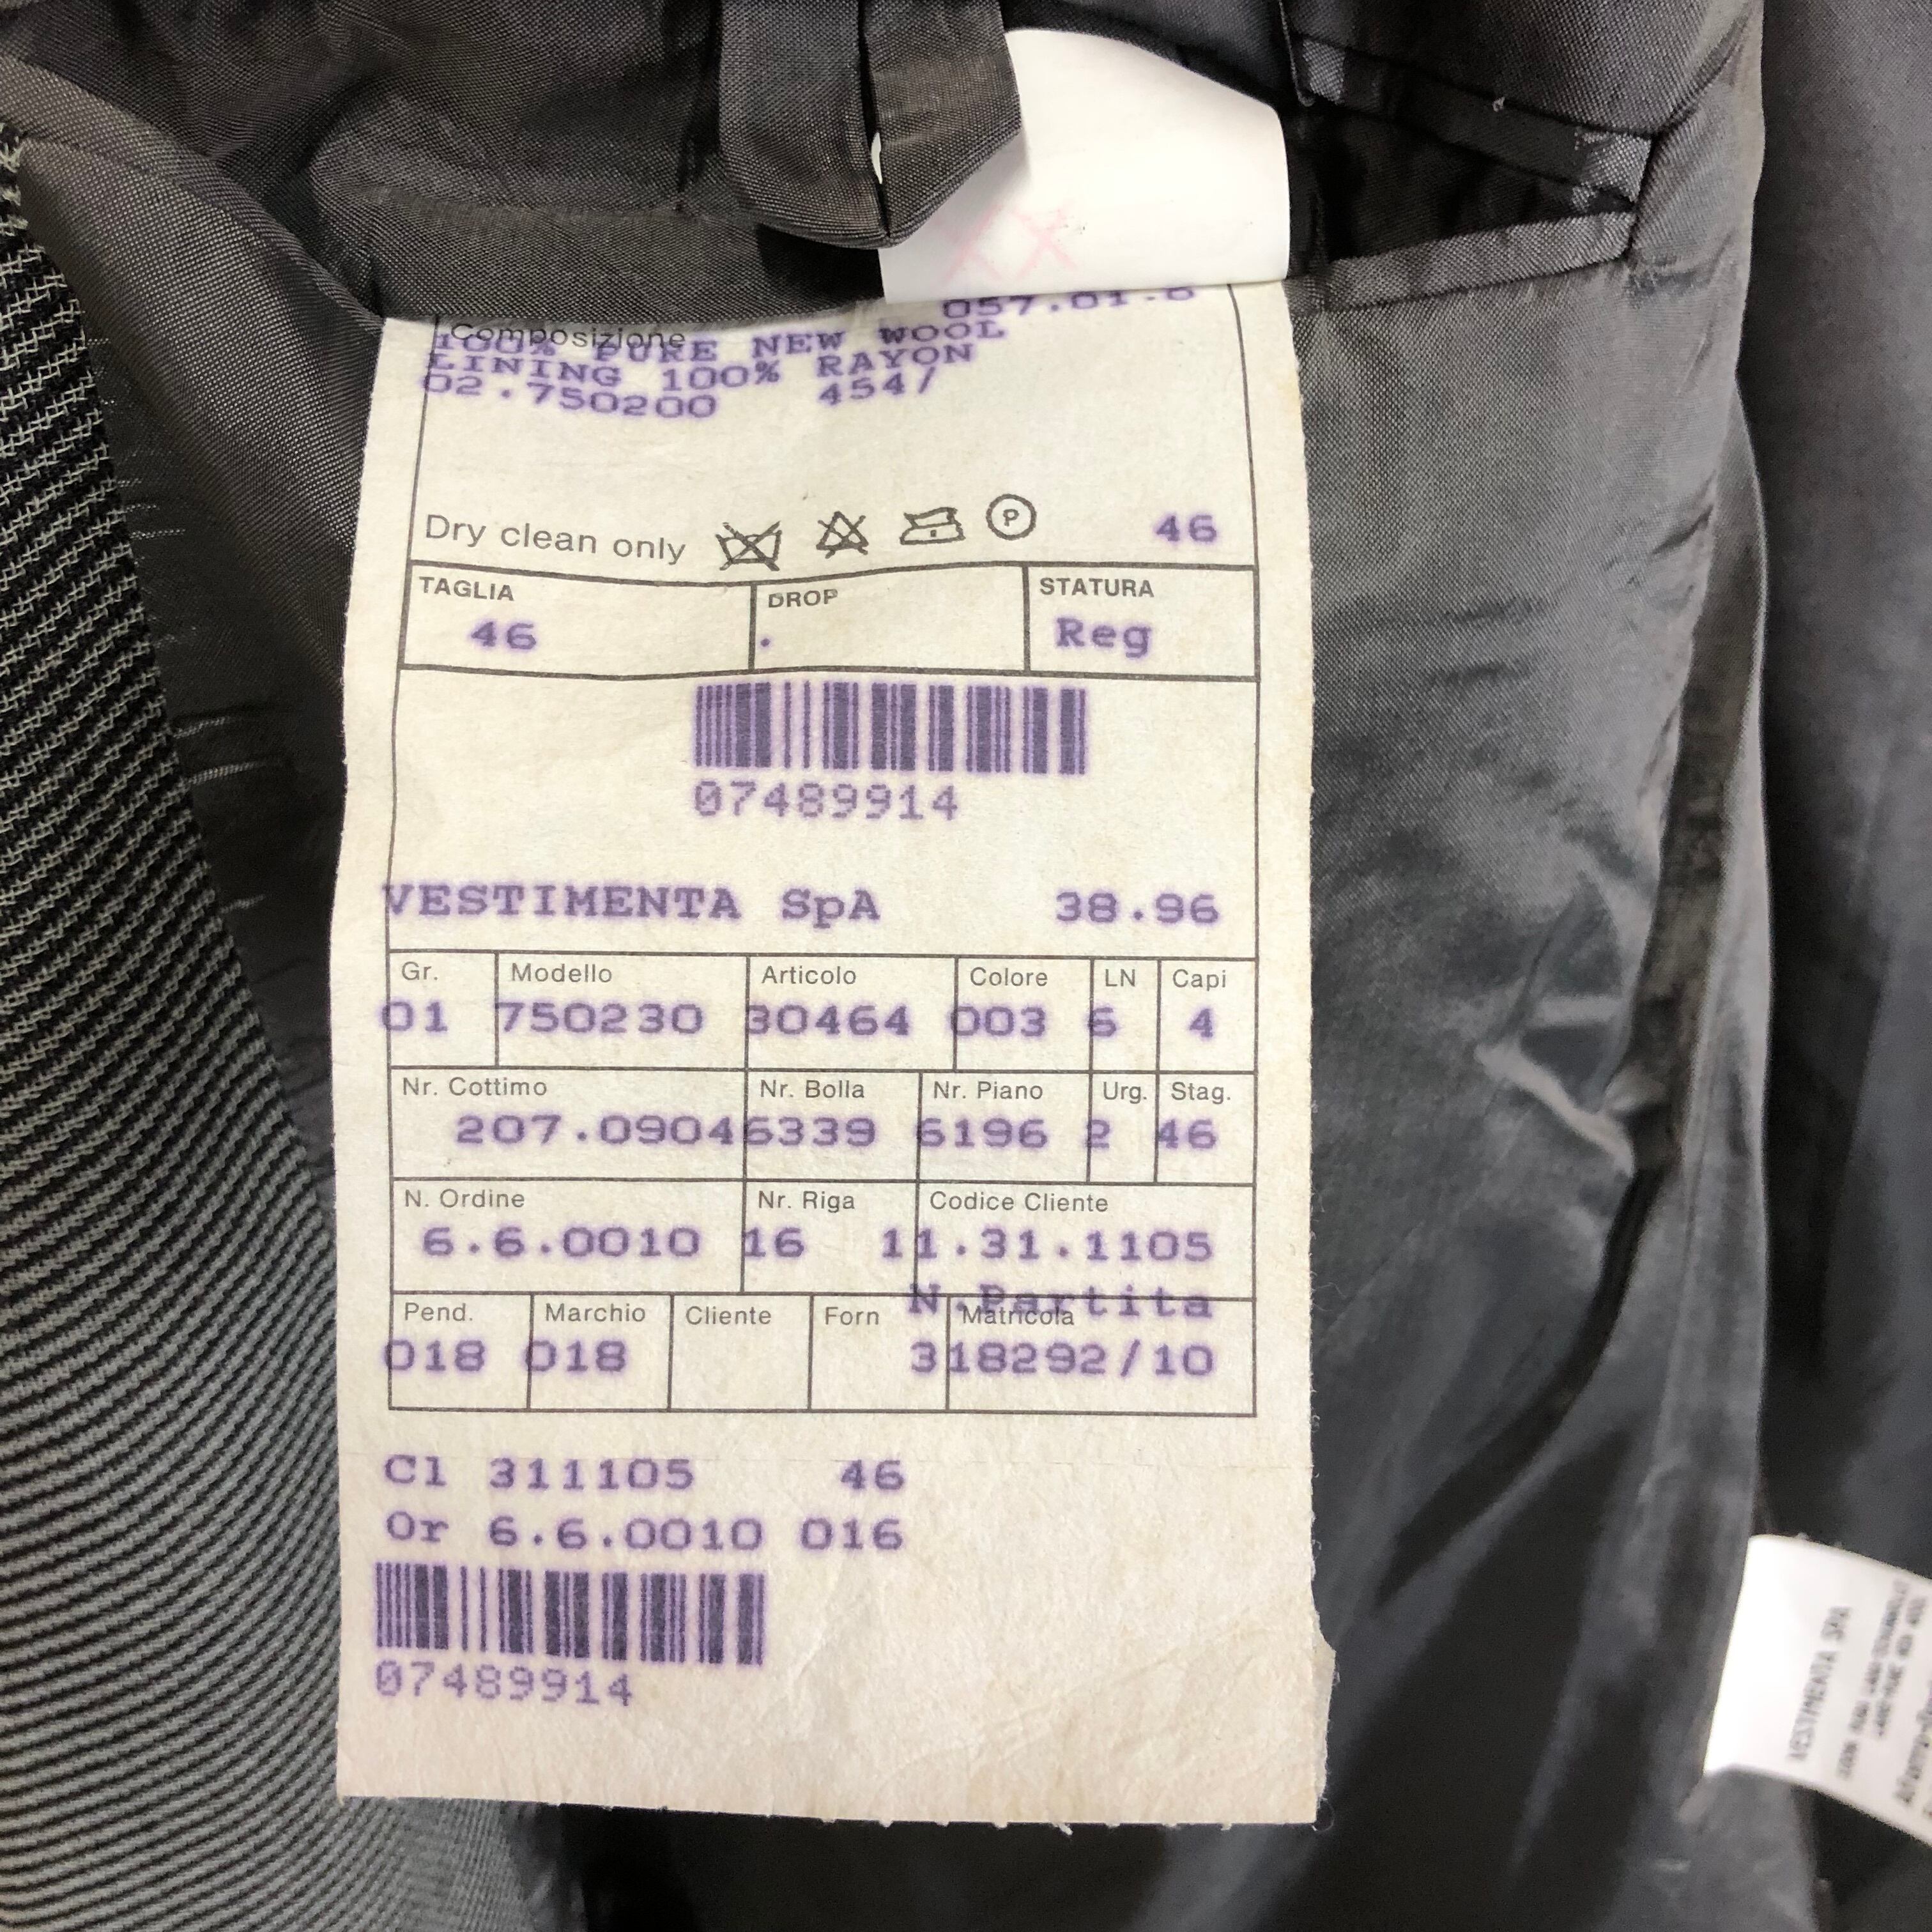 057.01.6
Composizione
100% PURE NEW WOOL
LINING 100% RAYON
02.750200 454/
Dry clean only P 46
TAGLIA DROP STATURA
46 . Reg
07489914
VESTIMENTA SpA 38.96
Gr. Modello Articolo Colore LN Capi
01 750230 30464 003 6 4
Nr. Cottimo Nr. Bolla Nr. Piano Urg. Stag.
207.0904 6339 6196 2 46
N. Ordine Nr. Riga Codice Cliente
6.6.0010 16 11.31.1105
N.Partita
Pend. Marchio Cliente Forn Matricola
018 018 318292/10
Cl 311105 46
Or 6.6.0010 016
07489914
XX
VESTIMENTA SPA